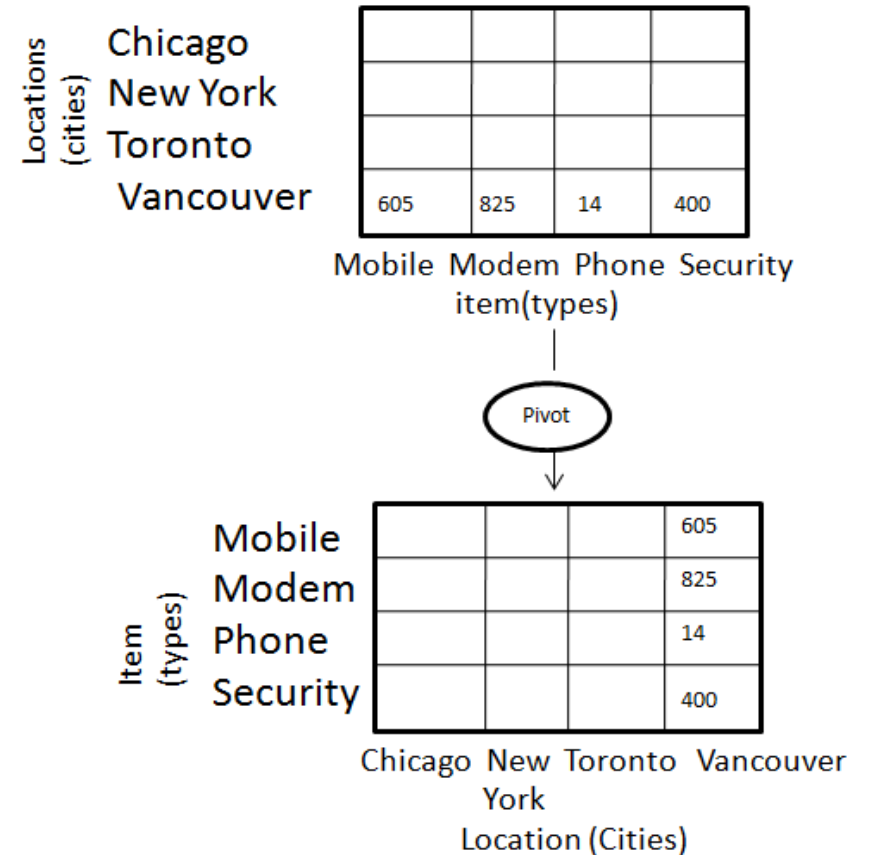 Locations
(cities)
Chicago
New York
Toronto
Vancouver
605 825 14 400
Mobile Modem Phone Security
item(types)
Pivot
Item
(types)
Mobile
Modem
Phone
Security
605
825
14
400
Chicago New Toronto Vancouver
York
Location (Cities)